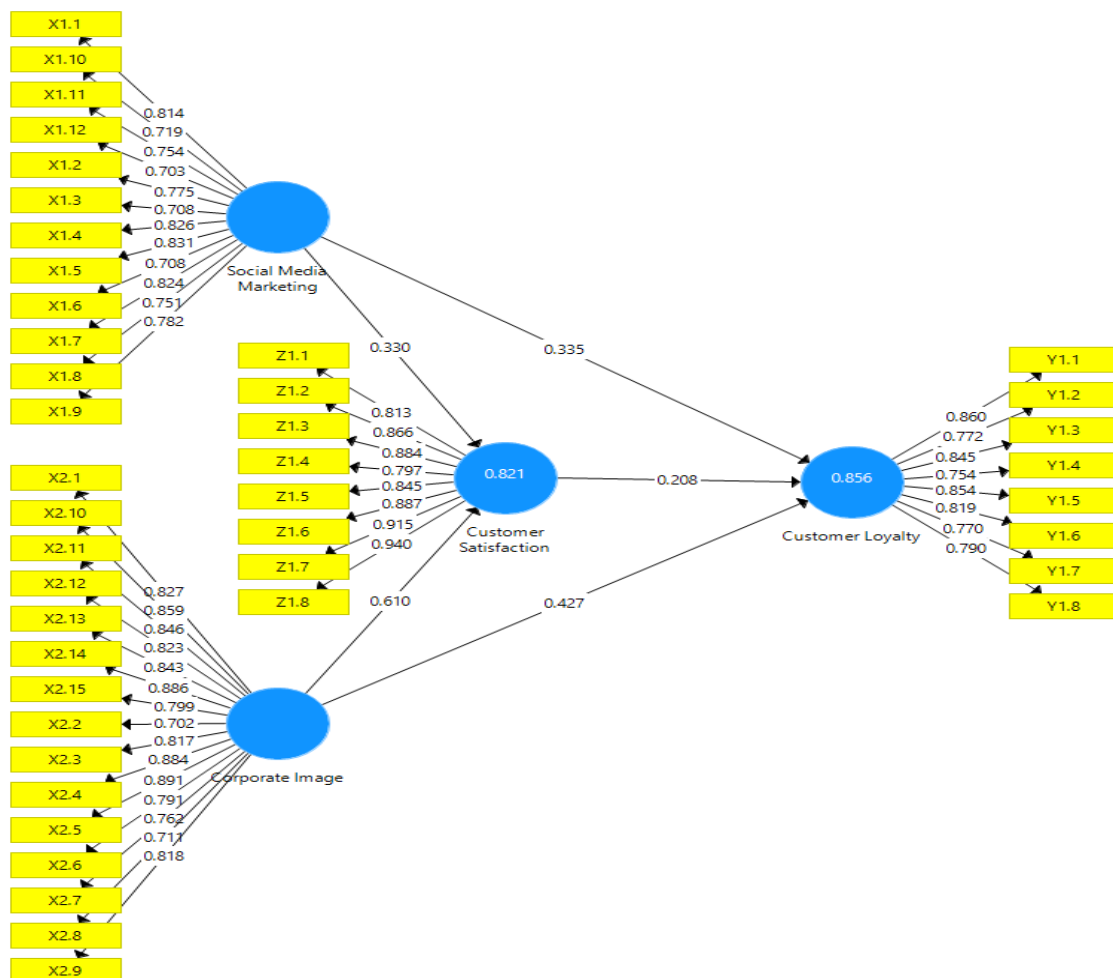 X1.1
X1.10
X1.11
X1.12
X1.2
X1.3
X1.4
X1.5
X1.6
X1.7
X1.8
X1.9
0.814
0.719
0.754
0.703
0.775
0.708
0.826
0.831
0.708
0.824
0.751
0.782
Social Media
Marketing
0.330
0.335
Z1.1
Z1.2
Z1.3
Z1.4
Z1.5
Z1.6
Z1.7
Z1.8
0.813
0.866
0.884
0.797
0.845
0.887
0.915
0.940
0.821
Customer
Satisfaction
0.208
0.856
Customer Loyalty
0.860
0.772
0.845
0.754
0.854
0.819
0.770
0.790
Y1.1
Y1.2
Y1.3
Y1.4
Y1.5
Y1.6
Y1.7
Y1.8
0.610
0.427
X2.1
X2.10
X2.11
X2.12
X2.13
X2.14
X2.15
X2.2
X2.3
X2.4
X2.5
X2.6
X2.7
X2.8
X2.9
0.827
0.859
0.846
0.823
0.843
0.886
0.799
0.702
0.817
0.884
0.891
0.791
0.762
0.711
0.818
Corporate Image